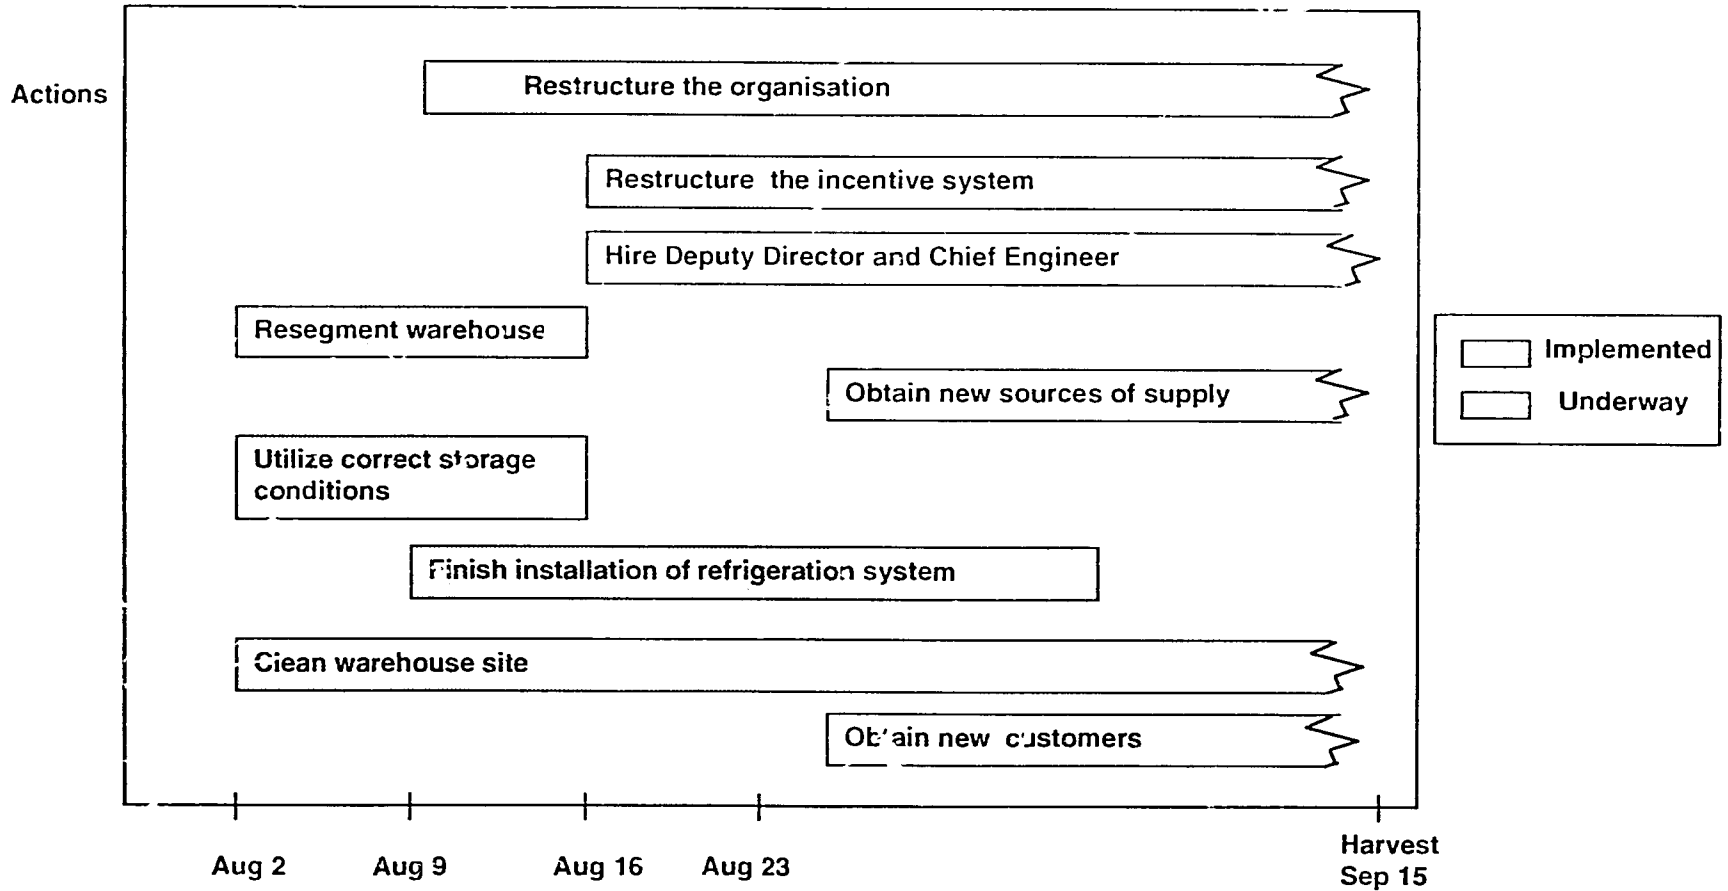 Actions
Restructure the organisation
Restructure the incentive system
Hire Deputy Director and Chief Engineer
Resegment warehouse
Implemented
Obtain new sources of supply
Underway
Utilize correct storage
conditions
Finish installation of refrigeration system
Clean warehouse site
Obtain new customers
Aug 2
Aug 9
Aug 16
Aug 23
Harvest
Sep 15